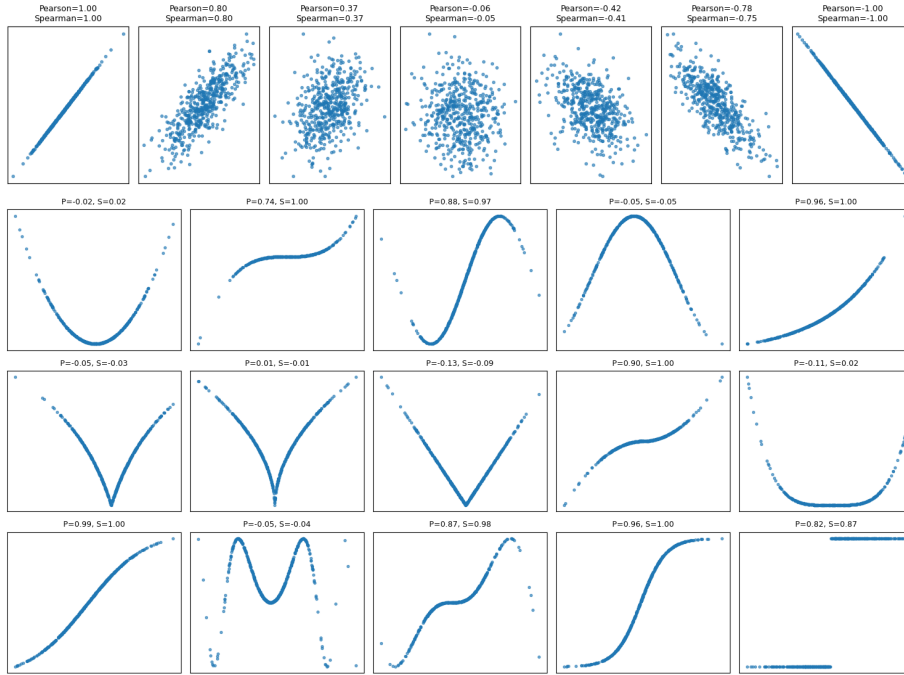 Pearson=1.00
Spearman=1.00
Pearson=0.80
Spearman=0.80
Pearson=0.37
Spearman=0.37
Pearson=-0.06
Spearman=-0.05
Pearson=-0.42
Spearman=-0.41
Pearson=-0.78
Spearman=-0.75
Pearson=-1.00
Spearman=-1.00
P=-0.02, S=0.02
P=0.74, S=1.00
P=0.88, S=0.97
P=-0.05, S=-0.05
P=0.96, S=1.00
P=-0.05, S=-0.03
P=0.01, S=-0.01
P=-0.13, S=-0.09
P=0.90, S=1.00
P=-0.11, S=0.02
P=0.99, S=1.00
P=-0.05, S=-0.04
P=0.87, S=0.98
P=0.96, S=1.00
P=0.82, S=0.87